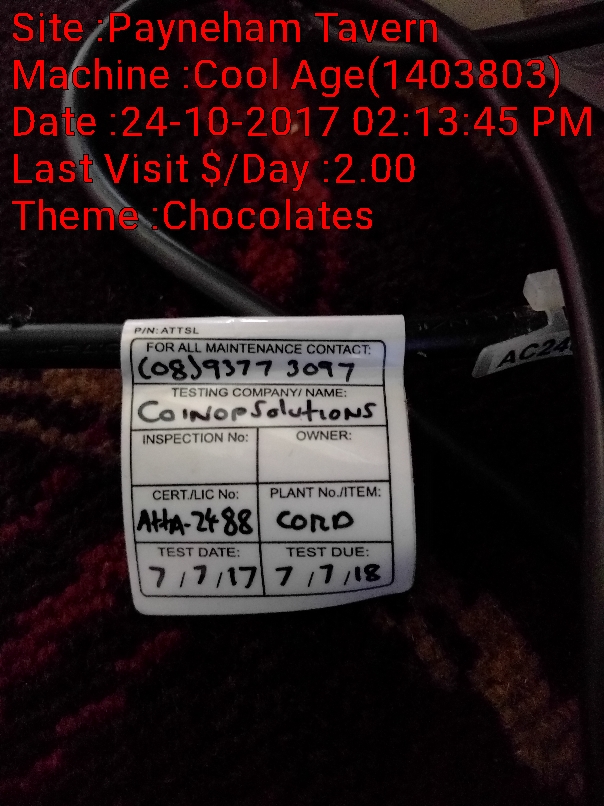 Site :Payneham Tavern
Machine :Cool Age(1403803)
Date :24-10-2017 02:13:45 PM
Last Visit $/Day :2.00
Theme :Chocolates
P/N: ATTSL
FOR ALL MAINTENANCE CONTACT:
(08)9377 3097
TESTING COMPANY/NAME:
COINOP SOLUTIONS
INSPECTION No: OWNER:
CERT./LIC No: PLANT No./ITEM:
AHA-2488 CORD
TEST DATE: TEST DUE:
7/7/17 7/7/18